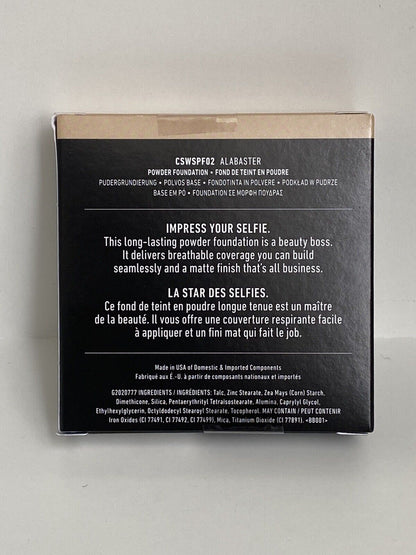 CSWSPF02 ALABASTER
POWDER FOUNDATION • FOND DE TEINT EN POUDRE
PUDERGRUNDIERUNG • POLVOS BASE • FONDOTINTA IN POLVERE • PODKŁAD W PUDRZE
BASE EM PÓ • FOUNDATION ΣΕ ΜΟΡΦΗ ΠΟΥΔΡΑΣ
IMPRESS YOUR SELFIE.
This long-lasting powder foundation is a beauty boss.
It delivers breathable coverage you can build
seamlessly and a matte finish that's all business.
LA STAR DES SELFIES.
Ce fond de teint en poudre longue tenue est un maître
de la beauté. Il vous offre une couverture respirante facile
à appliquer et un fini mat qui fait le job.
Made in USA of Domestic & Imported Components
Fabriqué aux É.-U. à partir de composants nationaux et importés
G2020777 INGREDIENTS / INGRÉDIENTS: Talc, Zinc Stearate, Zea Mays (Corn) Starch,
Dimethicone, Silica, Pentaerythrityl Tetraisostearate, Alumina, Caprylyl Glycol,
Ethylhexylglycerin, Octyldodecyl Stearoyl Stearate, Tocopherol. MAY CONTAIN / PEUT CONTENIR
Iron Oxides (CI 77491, CI 77492, CI 77499), Mica, Titanium Dioxide (CI 77891). <BB001>